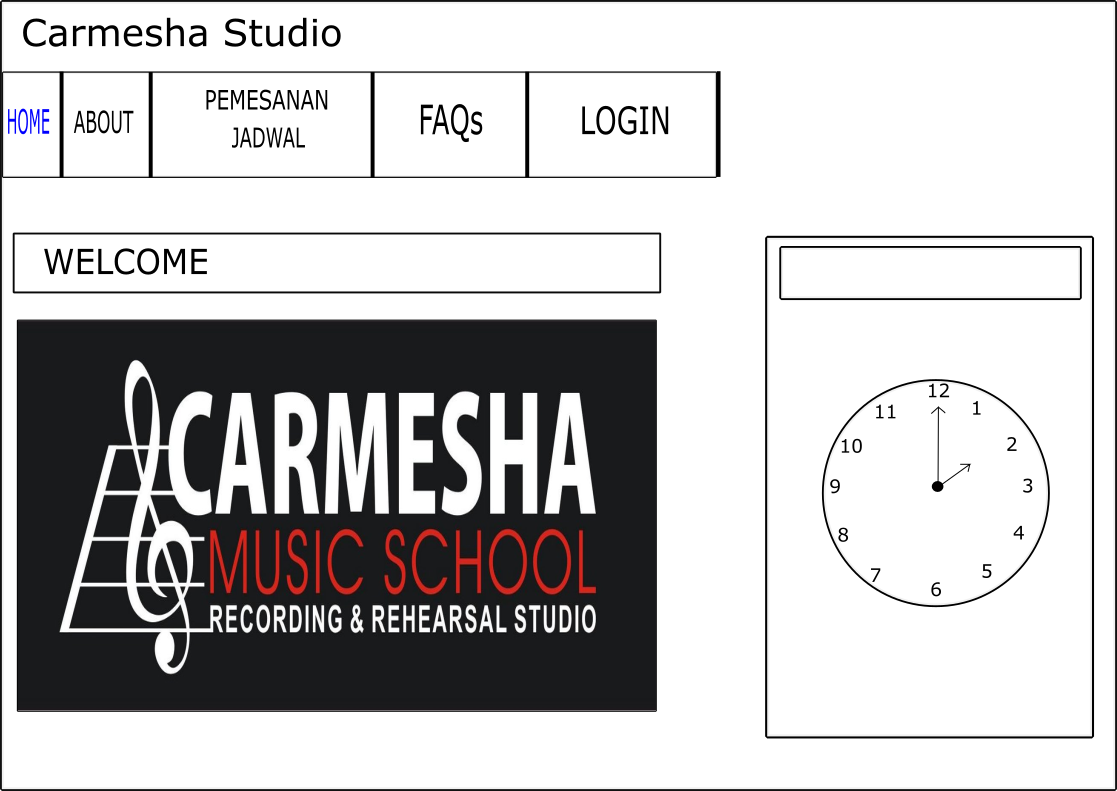 Carmesha Studio
HOME
ABOUT
PEMESANAN
JADWAL
FAQs
LOGIN
WELCOME
CARMESHA
MUSIC SCHOOL
RECORDING & REHEARSAL STUDIO
12
1
2
3
4
5
6
7
8
9
10
11